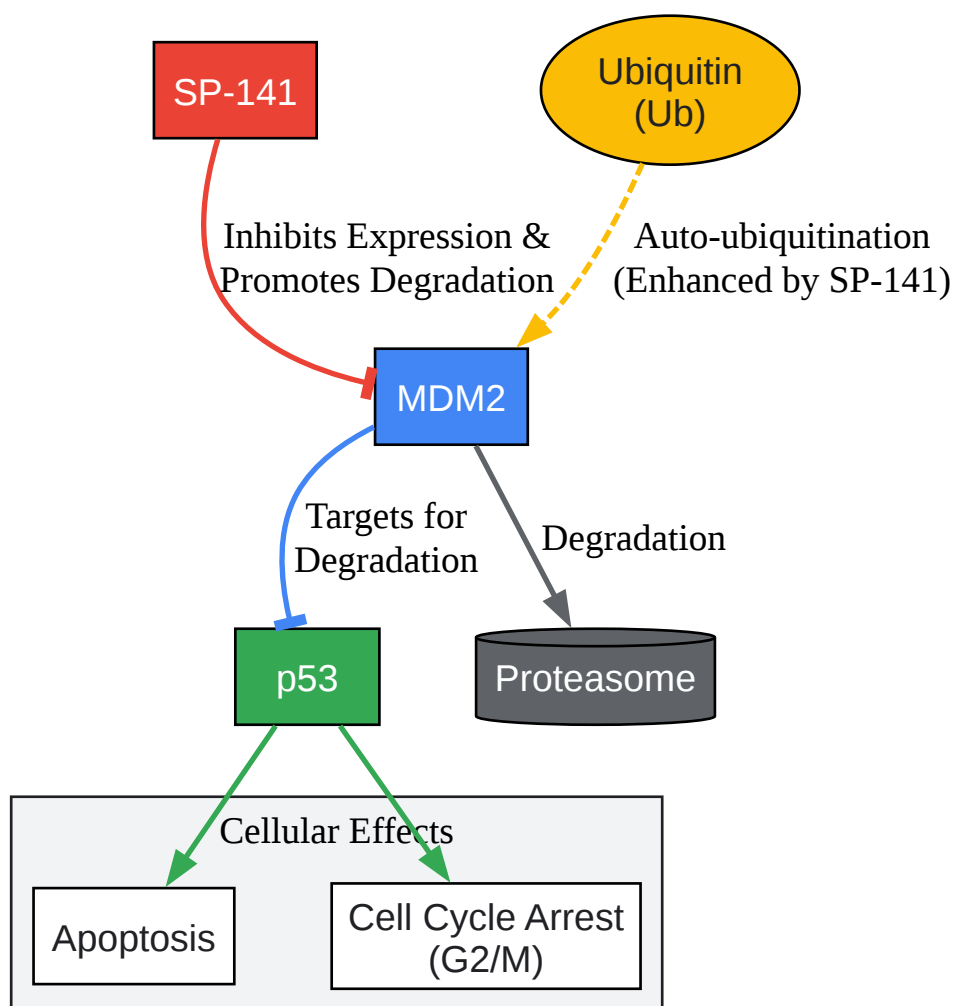 SP-141
Ubiquitin
(Ub)
Inhibits Expression &
Promotes Degradation
Auto-ubiquitination
(Enhanced by SP-141)
MDM2
Targets for
Degradation
Degradation
p53
Proteasome
Cellular Effects
Apoptosis
Cell Cycle Arrest
(G2/M)